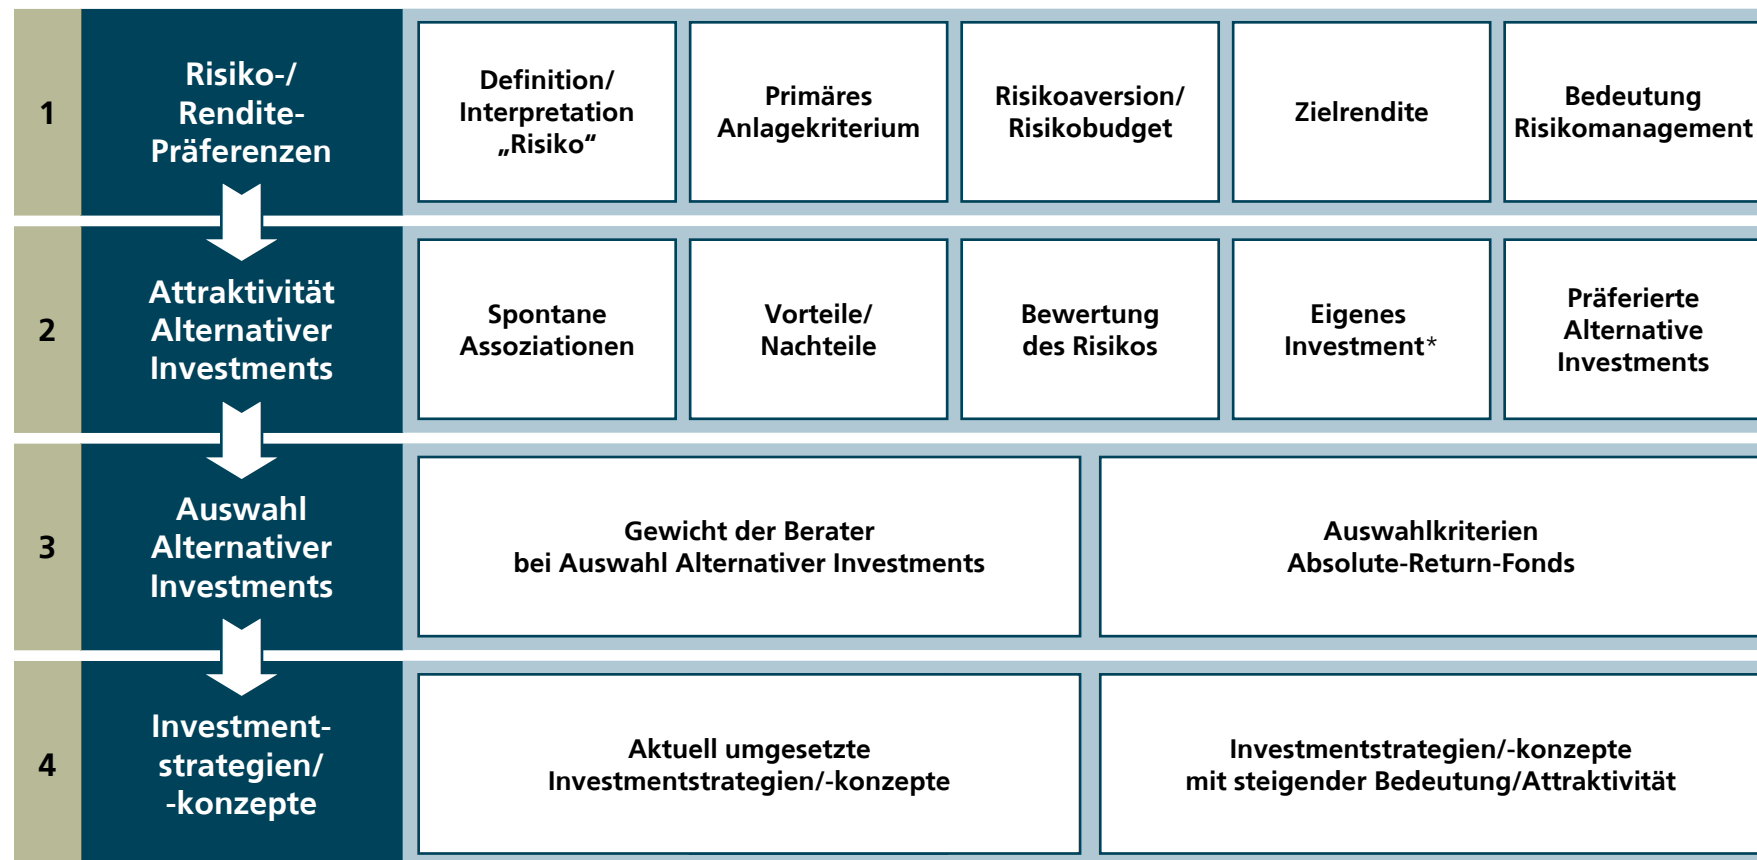 1
Risiko-/
Rendite-
Präferenzen
Definition/
Interpretation
„Risiko“
Primäres
Anlagekriterium
Risikoaversion/
Risikobudget
Zielrendite
Bedeutung
Risikomanagement
2
Attraktivität
Alternativer
Investments
Spontane
Assoziationen
Vorteile/
Nachteile
Bewertung
des Risikos
Eigenes
Investment*
Präferierte
Alternative
Investments
3
Auswahl
Alternativer
Investments
Gewicht der Berater
bei Auswahl Alternativer Investments
Auswahlkriterien
Absolute-Return-Fonds
4
Investment-
strategien/
-konzepte
Aktuell umgesetzte
Investmentstrategien/-konzepte
Investmentstrategien/-konzepte
mit steigender Bedeutung/Attraktivität